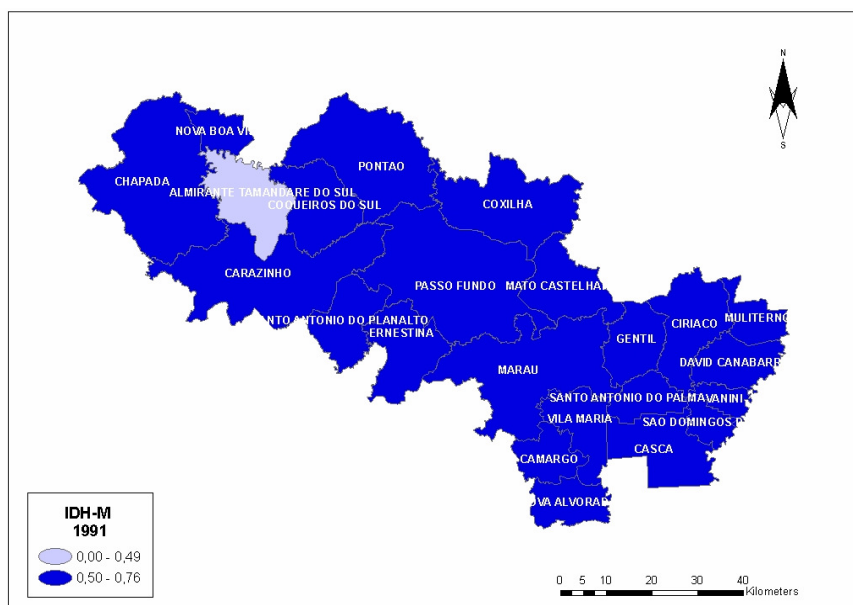 N
S
NOVA BOA VI
PONTAO
CHAPADA
ALMIRANTE TAMANDARE DO SUL
COQUEIROS DO SUL
COXILHA
CARAZINHO
PASSO FUNDO
MATO CASTELHA
NTO ANTONIO DO PLANALTO
ERNESTINA
MULITERNO
CIRIACO
GENTIL
DAVID CANABARR
MARAU
SANTO ANTONIO DO PALMA
VANINI
VILA MARIA
SAO DOMINGOS D
CASCA
CAMARGO
OVA ALVORAD
IDH-M
1991
0,00 - 0,49
0,50 - 0,76
0 5 10 20 30 40
Kilometers